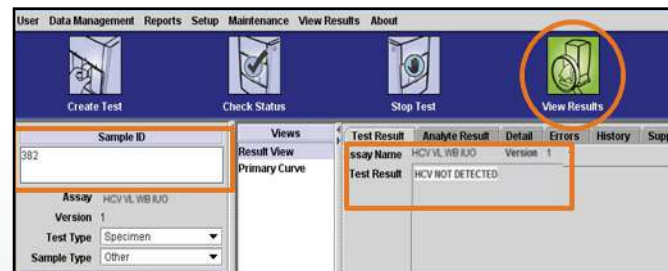 User Data Management Reports Setup Maintenance View Results About
Create Test Check Status Stop Test View Results
Sample ID
382
Assay HCV VL WB IUO
Version 1
Test Type Specimen
Sample Type Other
Views
Result View
Primary Curve
Test Result Analyte Result Detail Errors History Supp
ssay Name HCV VL WB IUO Version 1
Test Result HCV NOT DETECTED